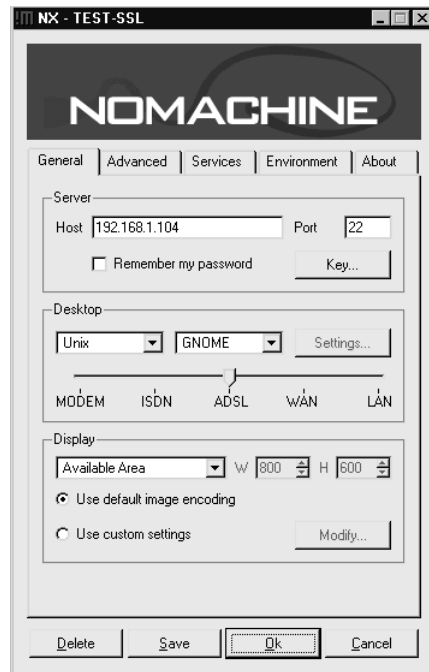 !M NX - TEST-SSL
NOMACHINE
General Advanced Services Environment About
Server
Host 192.168.1.104 Port 22
Remember my password Key...
Desktop
Unix GNOME Settings...
MODEM ISDN ADSL WAN LAN
Display
Available Area W 800 H 600
Use default image encoding
Use custom settings Modify...
Delete Save Ok Cancel